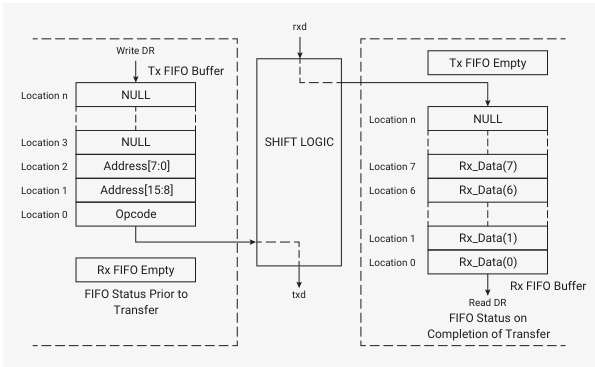 Write DR
Tx FIFO Buffer
Location n
NULL
Location 3
NULL
Location 2
Address[7:0]
Location 1
Address[15:8]
Location 0
Opcode
Rx FIFO Empty
FIFO Status Prior to
Transfer
rxd
SHIFT LOGIC
txd
Tx FIFO Empty
Location n
NULL
Location 7
Rx_Data(7)
Location 6
Rx_Data(6)
Location 1
Rx_Data(1)
Location 0
Rx_Data(0)
Rx FIFO Buffer
Read DR
FIFO Status on
Completion of Transfer